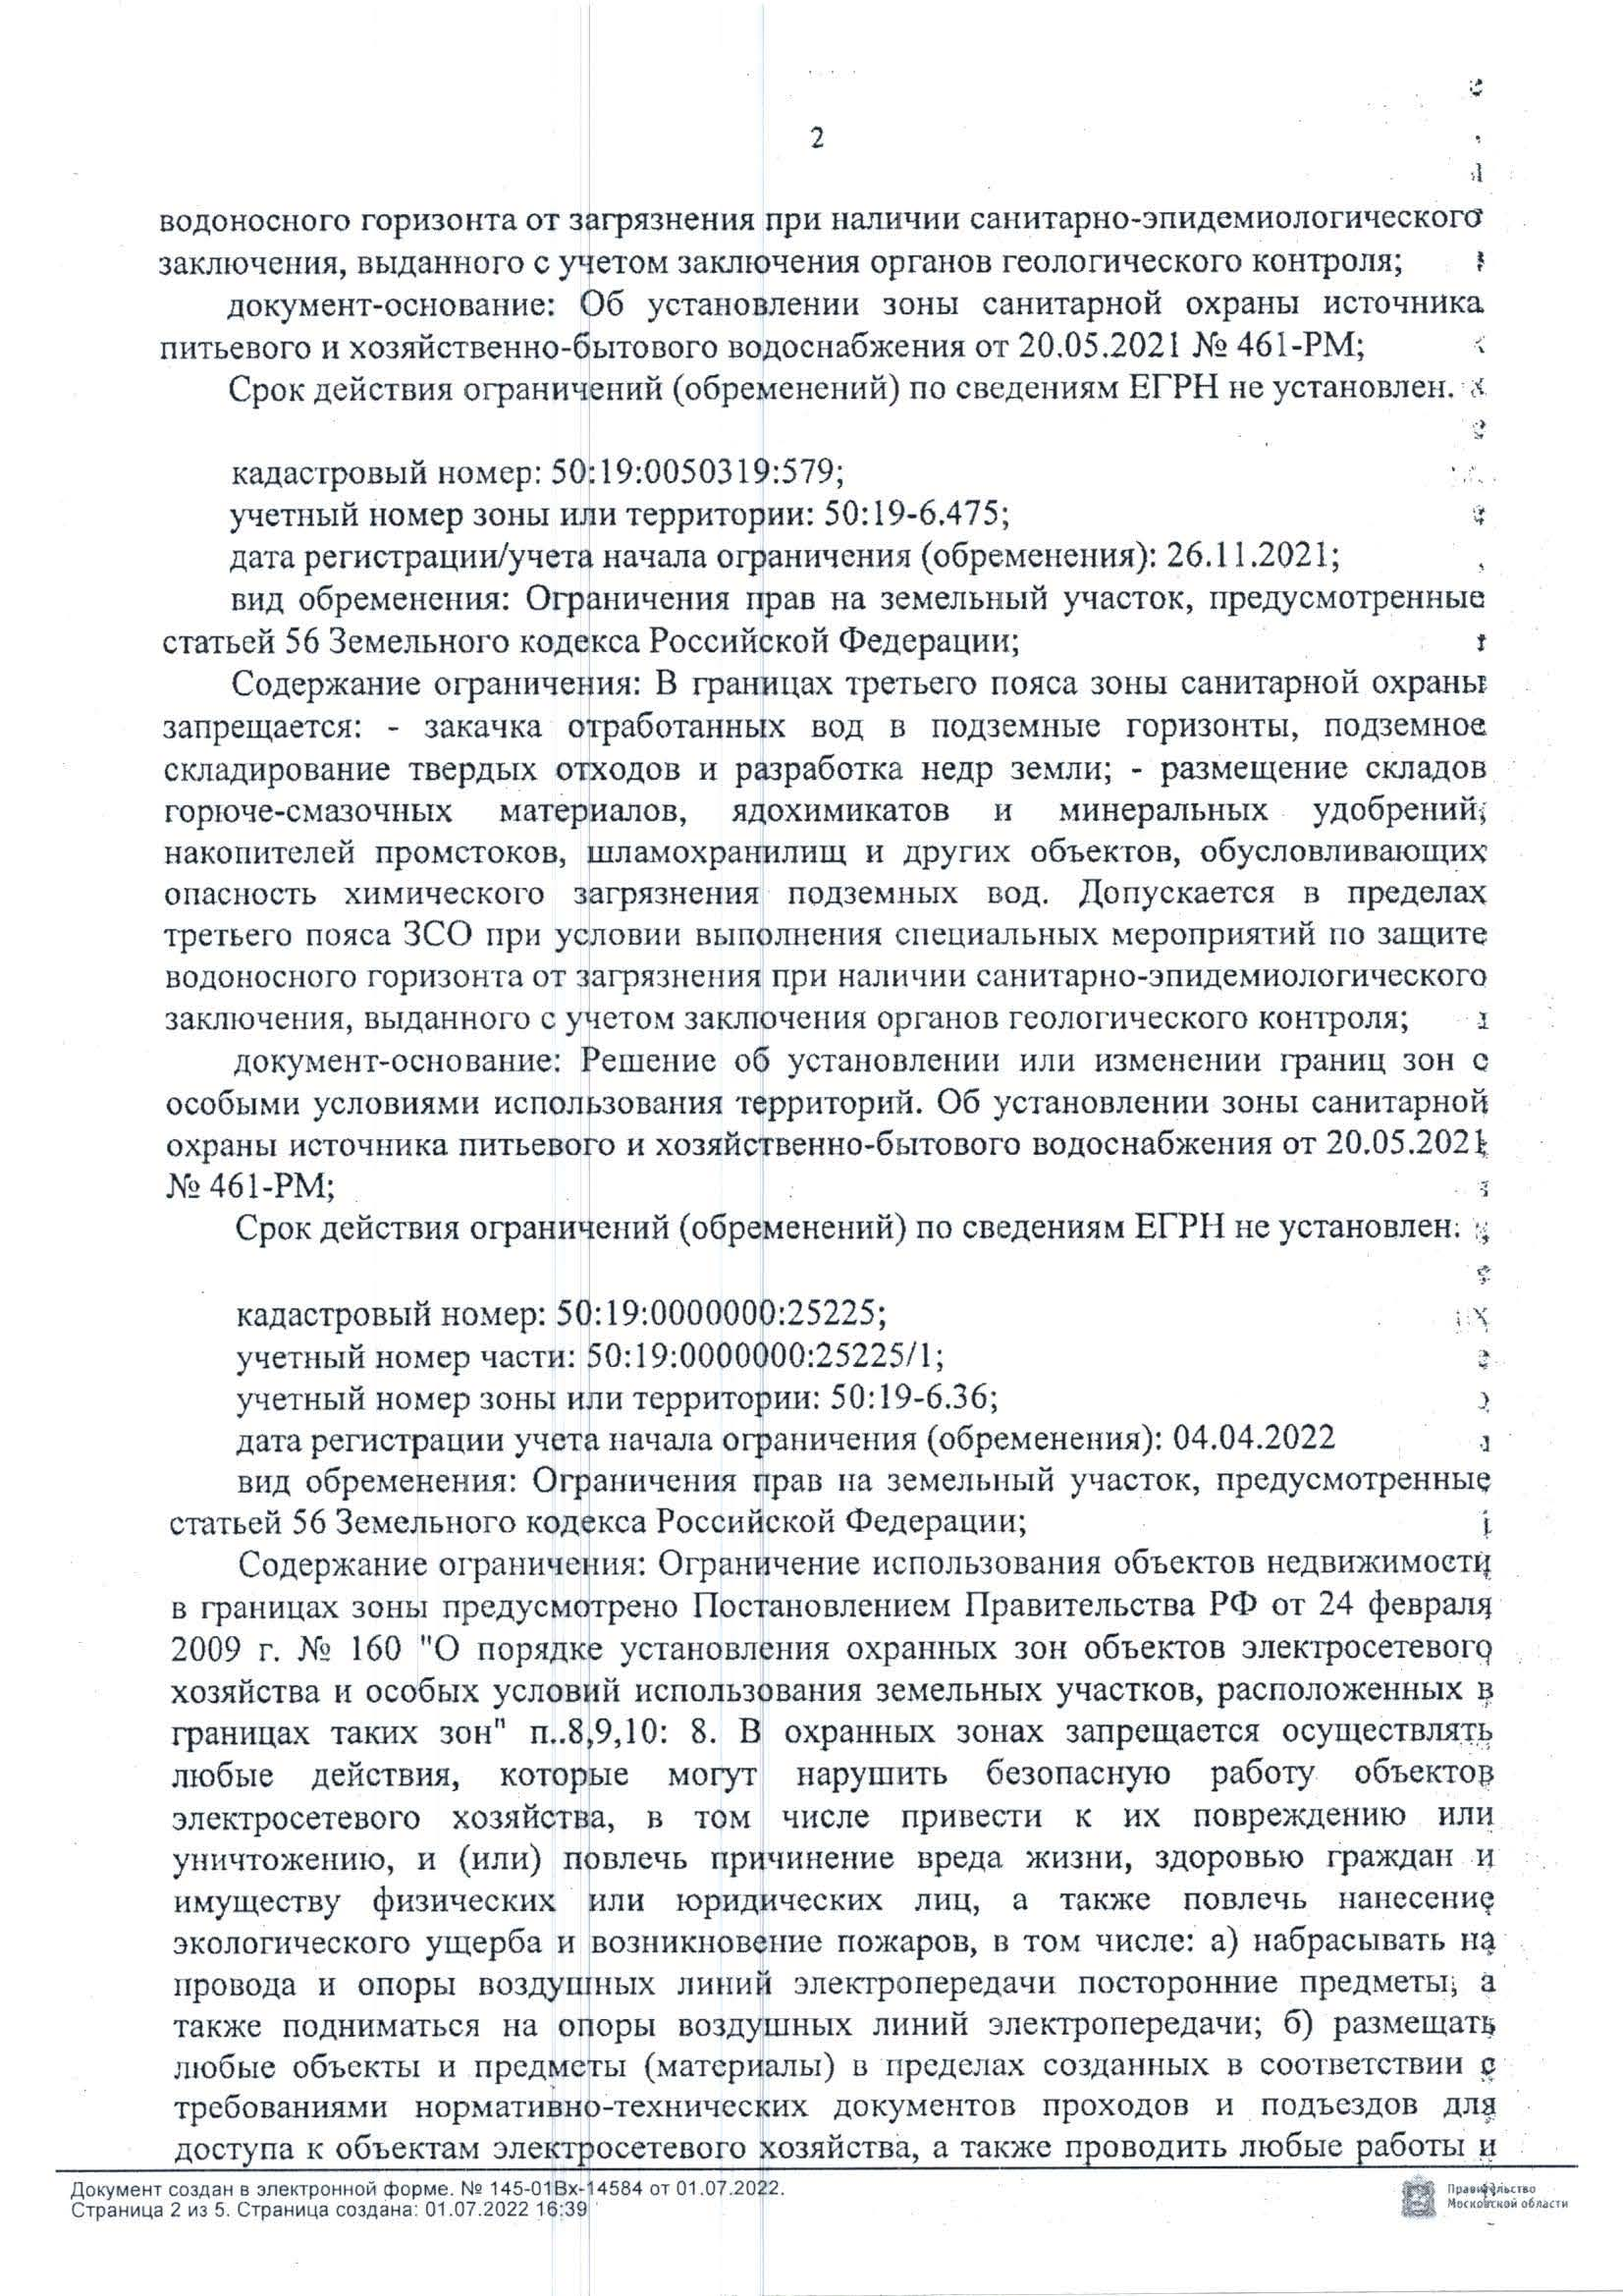 2
водоносного горизонта от загрязнения при наличии санитарно-эпидемиологического
заключения, выданного с учетом заключения органов геологического контроля;
документ-основание: Об установлении зоны санитарной охраны источника
питьевого и хозяйственно-бытового водоснабжения от 20.05.2021 № 461-РМ;
Срок действия ограничений (обременений) по сведениям ЕГРН не установлен.
кадастровый номер: 50:19:0050319:579;
учетный номер зоны или территории: 50:19-6.475;
дата регистрации/учета начала ограничения (обременения): 26.11.2021;
вид обременения: Ограничения прав на земельный участок, предусмотренные
статьей 56 Земельного кодекса Российской Федерации;
Содержание ограничения: В границах третьего пояса зоны санитарной охраны
запрещается: - закачка отработанных вод в подземные горизонты, подземное
складирование твердых отходов и разработка недр земли; - размещение складов
горюче-смазочных материалов, ядохимикатов и минеральных удобрений,
накопителей промстоков, шламохранилищ и других объектов, обусловливающих
опасность химического загрязнения подземных вод. Допускается в пределах
третьего пояса ЗСО при условии выполнения специальных мероприятий по защите
водоносного горизонта от загрязнения при наличии санитарно-эпидемиологического
заключения, выданного с учетом заключения органов геологического контроля;
документ-основание: Решение об установлении или изменении границ зон с
особыми условиями использования территорий. Об установлении зоны санитарной
охраны источника питьевого и хозяйственно-бытового водоснабжения от 20.05.2021
№ 461-РМ;
Срок действия ограничений (обременений) по сведениям ЕГРН не установлен.
кадастровый номер: 50:19:0000000:25225;
учетный номер части: 50:19:0000000:25225/1;
учетный номер зоны или территории: 50:19-6.36;
дата регистрации учета начала ограничения (обременения): 04.04.2022
вид обременения: Ограничения прав на земельный участок, предусмотренные
статьей 56 Земельного кодекса Российской Федерации;
Содержание ограничения: Ограничение использования объектов недвижимости
в границах зоны предусмотрено Постановлением Правительства РФ от 24 февраля
2009 г. № 160 "О порядке установления охранных зон объектов электросетевого
хозяйства и особых условий использования земельных участков, расположенных в
границах таких зон" п..8,9,10: 8. В охранных зонах запрещается осуществлять
любые действия, которые могут нарушить безопасную работу объектов
электросетевого хозяйства, в том числе привести к их повреждению или
уничтожению, и (или) повлечь причинение вреда жизни, здоровью граждан и
имуществу физических или юридических лиц, а также повлечь нанесение
экологического ущерба и возникновение пожаров, в том числе: а) набрасывать на
провода и опоры воздушных линий электропередачи посторонние предметы, а
также подниматься на опоры воздушных линий электропередачи; б) размещать
любые объекты и предметы (материалы) в пределах созданных в соответствии с
требованиями нормативно-технических документов проходов и подъездов для
доступа к объектам электросетевого хозяйства, а также проводить любые работы и
Документ создан в электронной форме. № 145-01Вх-14584 от 01.07.2022.
Страница 2 из 5. Страница создана: 01.07.2022 16:39
Правительство
Московской области